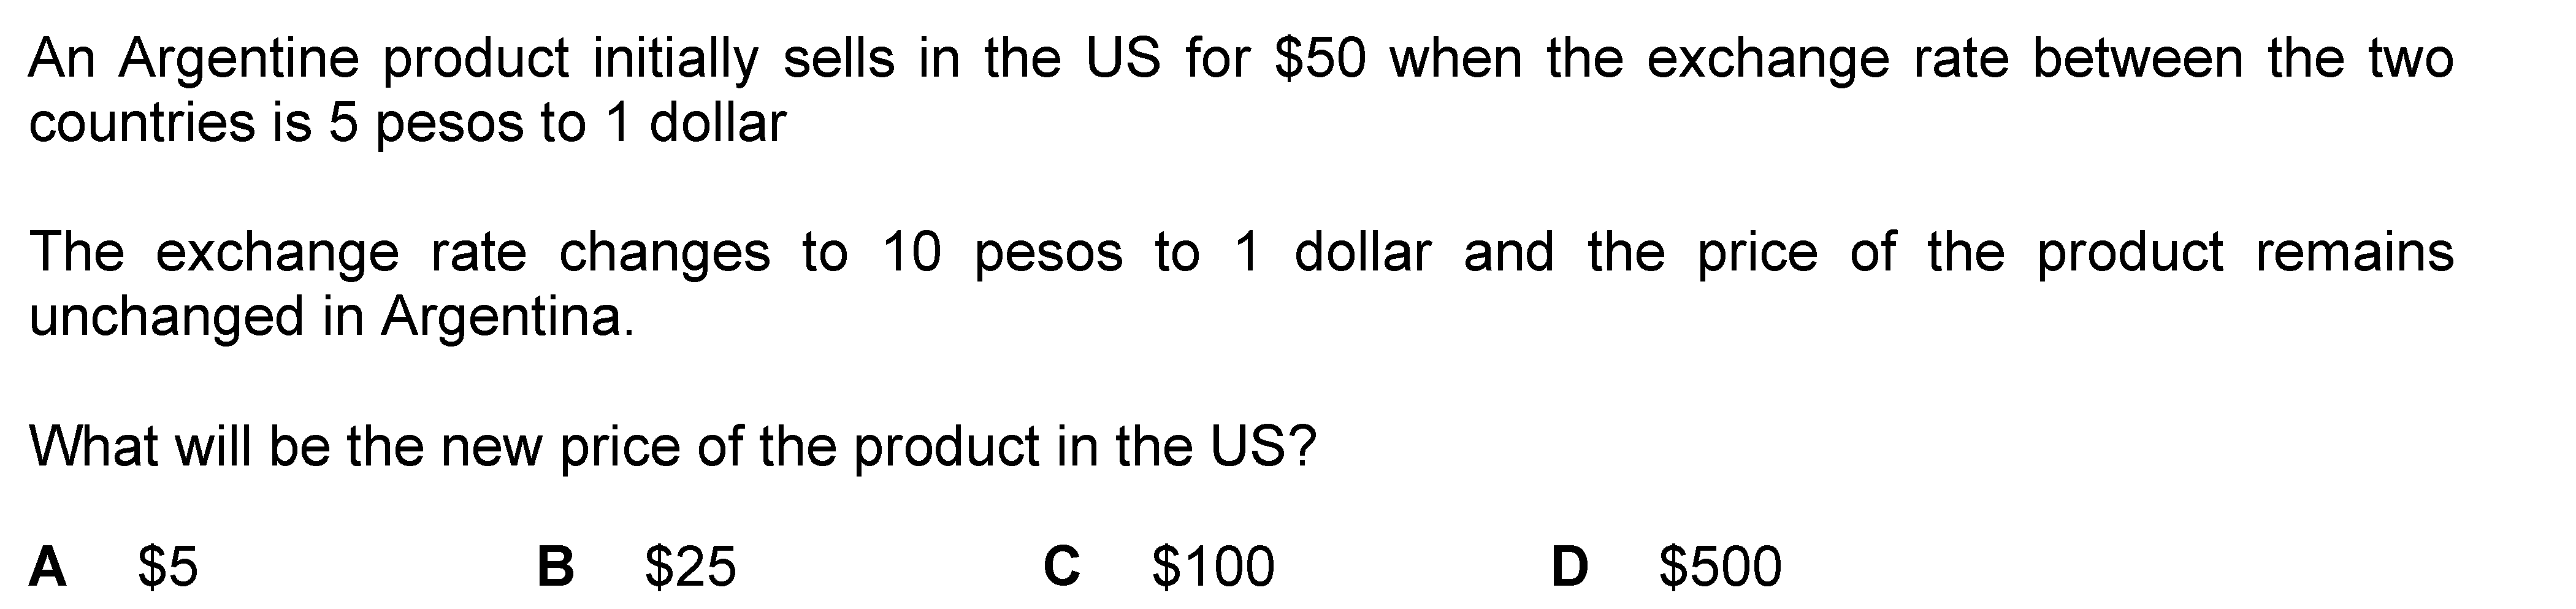 An Argentine product initially sells in the US for $50 when the exchange rate between the two
countries is 5 pesos to 1 dollar
The exchange rate changes to 10 pesos to 1 dollar and the price of the product remains
unchanged in Argentina.
What will be the new price of the product in the US?
A $5 B $25 C $100 D $500